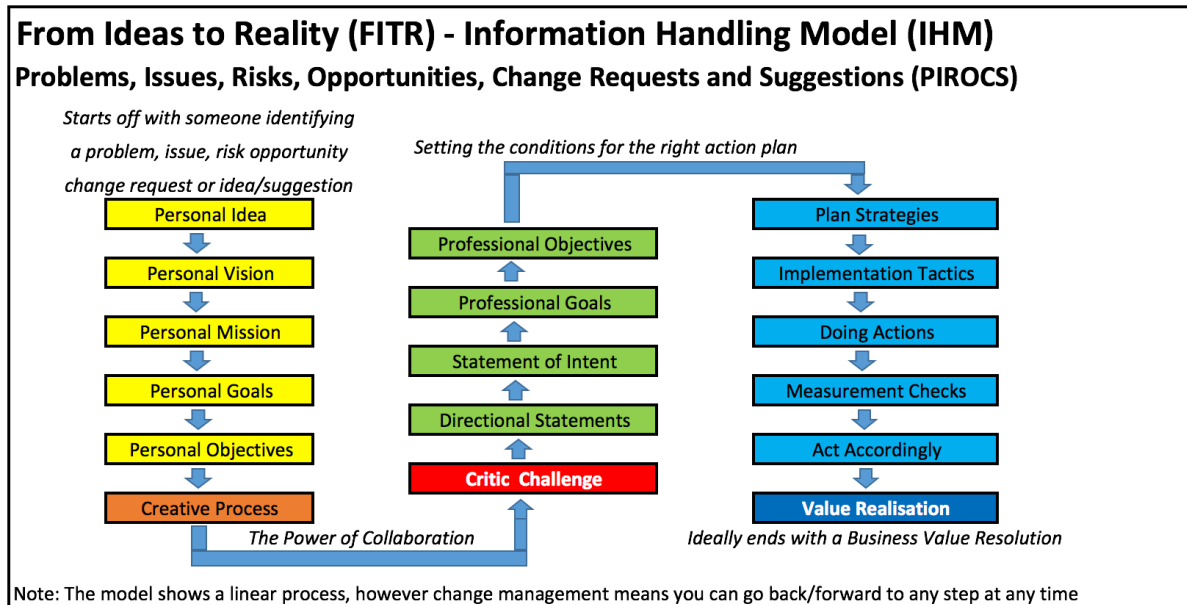 From Ideas to Reality (FITR) - Information Handling Model (IHM)
Problems, Issues, Risks, Opportunities, Change Requests and Suggestions (PIROCS)
Starts off with someone identifying
a problem, issue, risk opportunity
change request or idea/suggestion
Personal Idea
Personal Vision
Personal Mission
Personal Goals
Personal Objectives
Creative Process
The Power of Collaboration
Critic Challenge
Directional Statements
Statement of Intent
Professional Goals
Professional Objectives
Setting the conditions for the right action plan
Plan Strategies
Implementation Tactics
Doing Actions
Measurement Checks
Act Accordingly
Value Realisation
Ideally ends with a Business Value Resolution
Note: The model shows a linear process, however change management means you can go back/forward to any step at any time